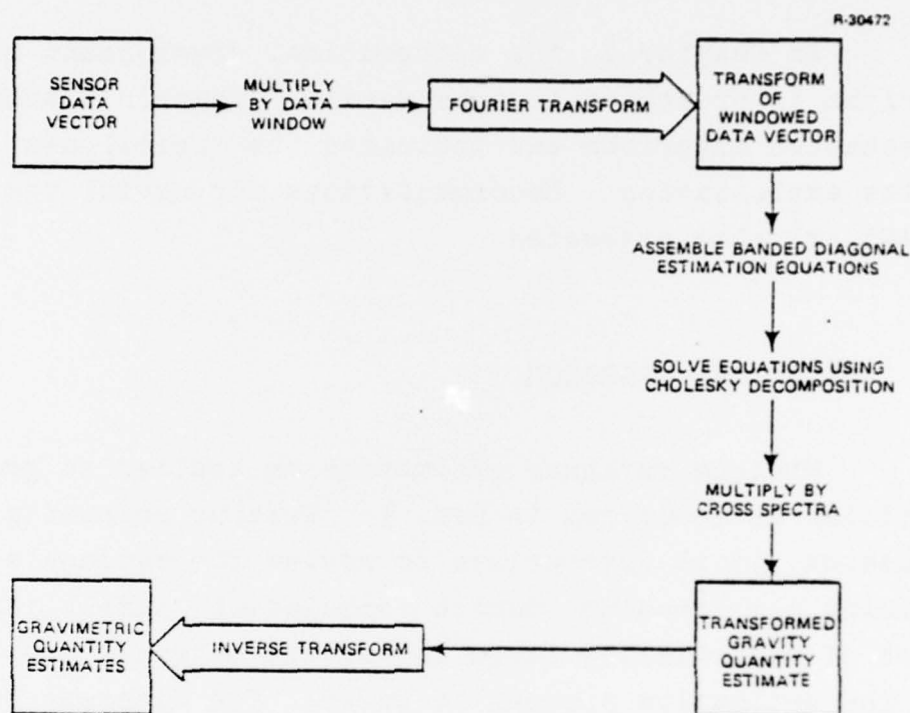 R-30472
SENSOR
DATA
VECTOR
MULTIPLY
BY DATA
WINDOW
FOURIER TRANSFORM
TRANSFORM
OF
WINDOWED
DATA VECTOR
ASSEMBLE BANDED DIAGONAL
ESTIMATION EQUATIONS
SOLVE EQUATIONS USING
CHOLESKY DECOMPOSITION
MULTIPLY BY
CROSS SPECTRA
TRANSFORMED
GRAVITY
QUANTITY
ESTIMATE
INVERSE TRANSFORM
GRAVIMETRIC
QUANTITY
ESTIMATES